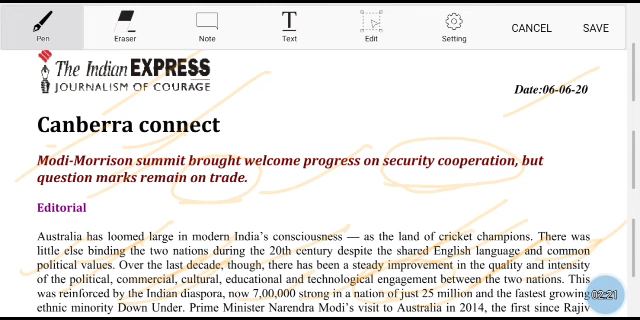 Pen Eraser Note Text Edit Setting CANCEL SAVE
The Indian EXPRESS
JOURNALISM OF COURAGE
Date:06-06-20
Canberra connect
Modi-Morrison summit brought welcome progress on security cooperation, but
question marks remain on trade.
Editorial
Australia has loomed large in modern India's consciousness — as the land of cricket champions. There was
little else binding the two nations during the 20th century despite the shared English language and common
political values. Over the last decade, though, there has been a steady improvement in the quality and intensity
of the political, commercial, cultural, educational and technological engagement between the two nations. This
was reinforced by the Indian diaspora, now 7,00,000 strong in a nation of just 25 million and the fastest growing
ethnic minority Down Under. Prime Minister Narendra Modi's visit to Australia in 2014, the first since Rajiv
02:21